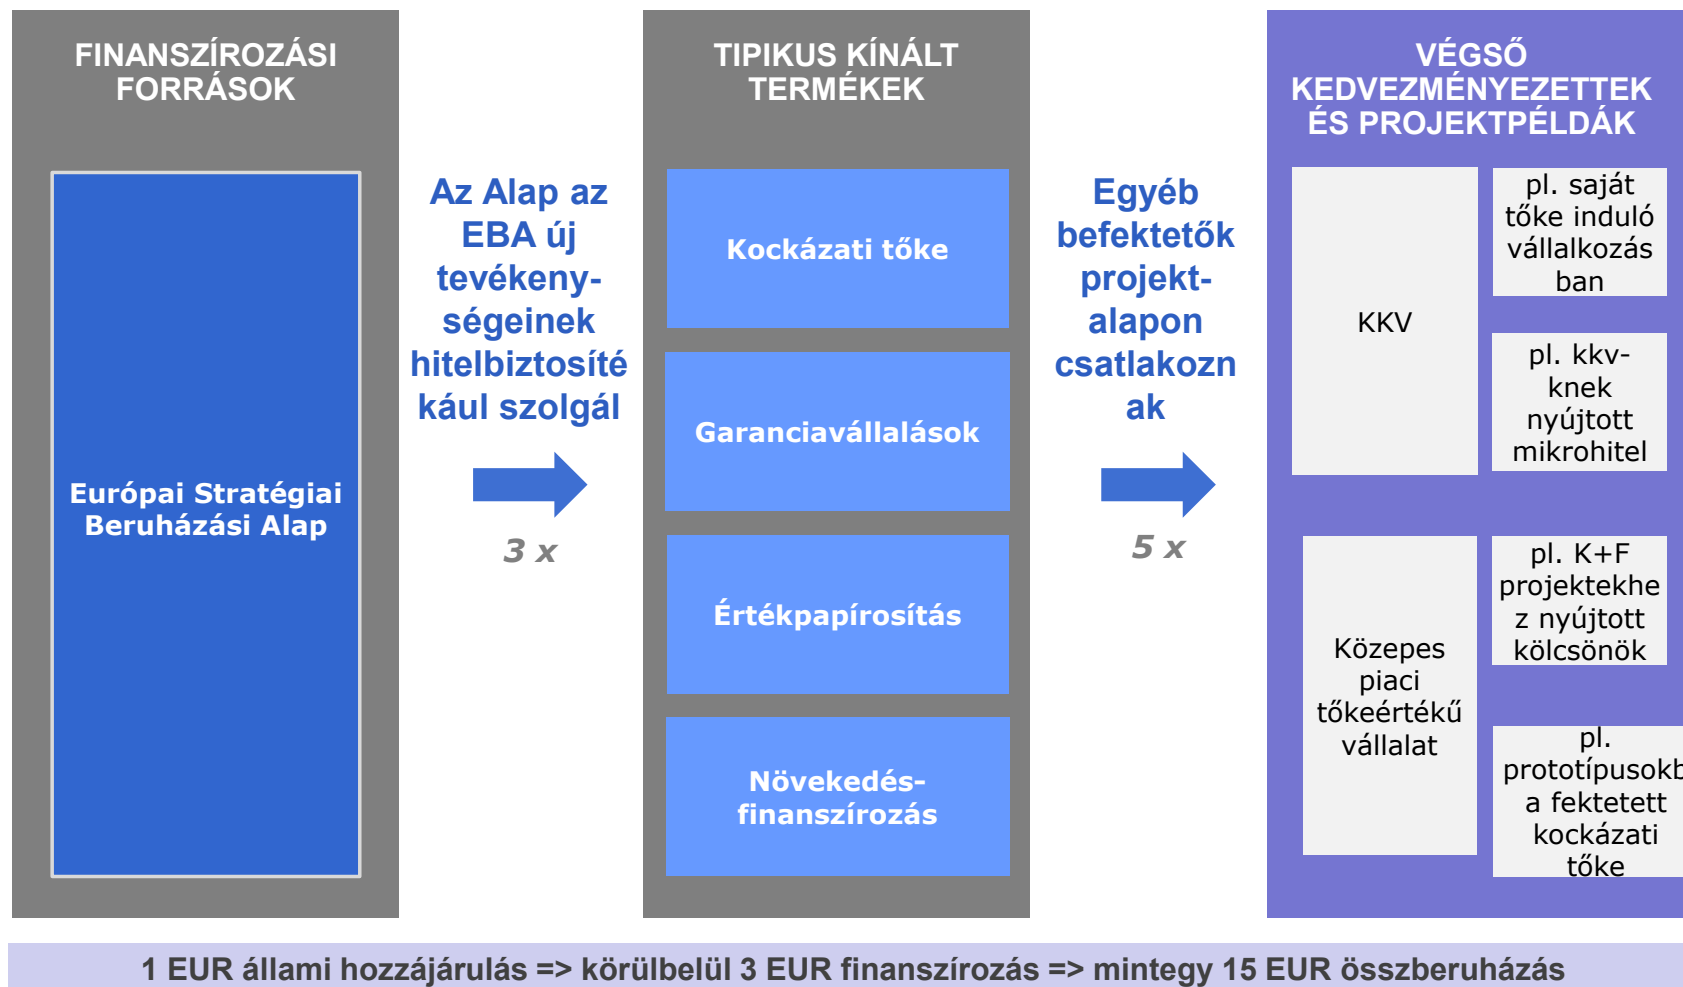 FINANSZÍROZÁSI
FORRÁSOK
Európai Stratégiai
Beruházási Alap
Az Alap az
EBA új
tevékeny-
ségeinek
hitelbiztosíté
kául szolgál
3 x
TIPIKUS KÍNÁLT
TERMÉKEK
Kockázati tőke
Garanciavállalások
Értékpapírosítás
Növekedés-
finanszírozás
Egyéb
befektetők
projekt-
alapon
csatlakozn
ak
5 x
VÉGSŐ
KEDVEZMÉNYEZETTEK
ÉS PROJEKTPÉLDÁK
KKV
pl. saját
tőke induló
vállalkozás
ban
pl. kkv-
knek
nyújtott
mikrohitel
Közepes
piaci
tőkeértékű
vállalat
pl. K+F
projektekhe
z nyújtott
kölcsönök
pl.
prototípusokb
a fektetett
kockázati
tőke
1 EUR állami hozzájárulás => körülbelül 3 EUR finanszírozás => mintegy 15 EUR összberuházás